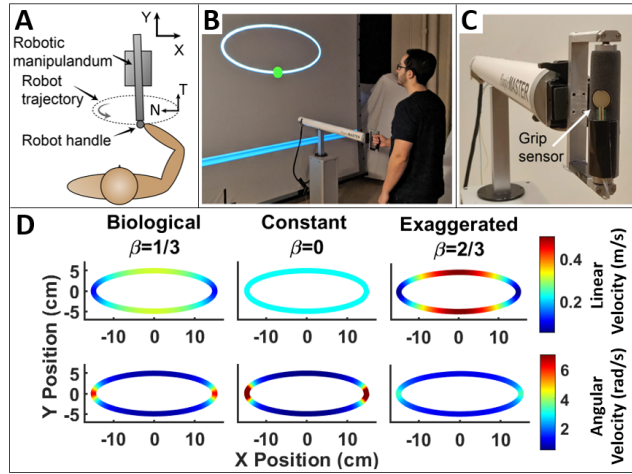 A
Y
X
Robotic
manipulandum
Robot
trajectory
N
T
Robot handle
B
C
MASTER
Grip
sensor
D
Biological
β=1/3
Constant
β=0
Exaggerated
β=2/3
Y Position (cm)
5
0
-5
-10
0
10
-10
0
10
-10
0
10
0.4
0.2
Linear
Velocity (m/s)
5
0
-5
-10
0
10
-10
0
10
-10
0
10
6
4
2
Angular
Velocity (rad/s)
X Position (cm)